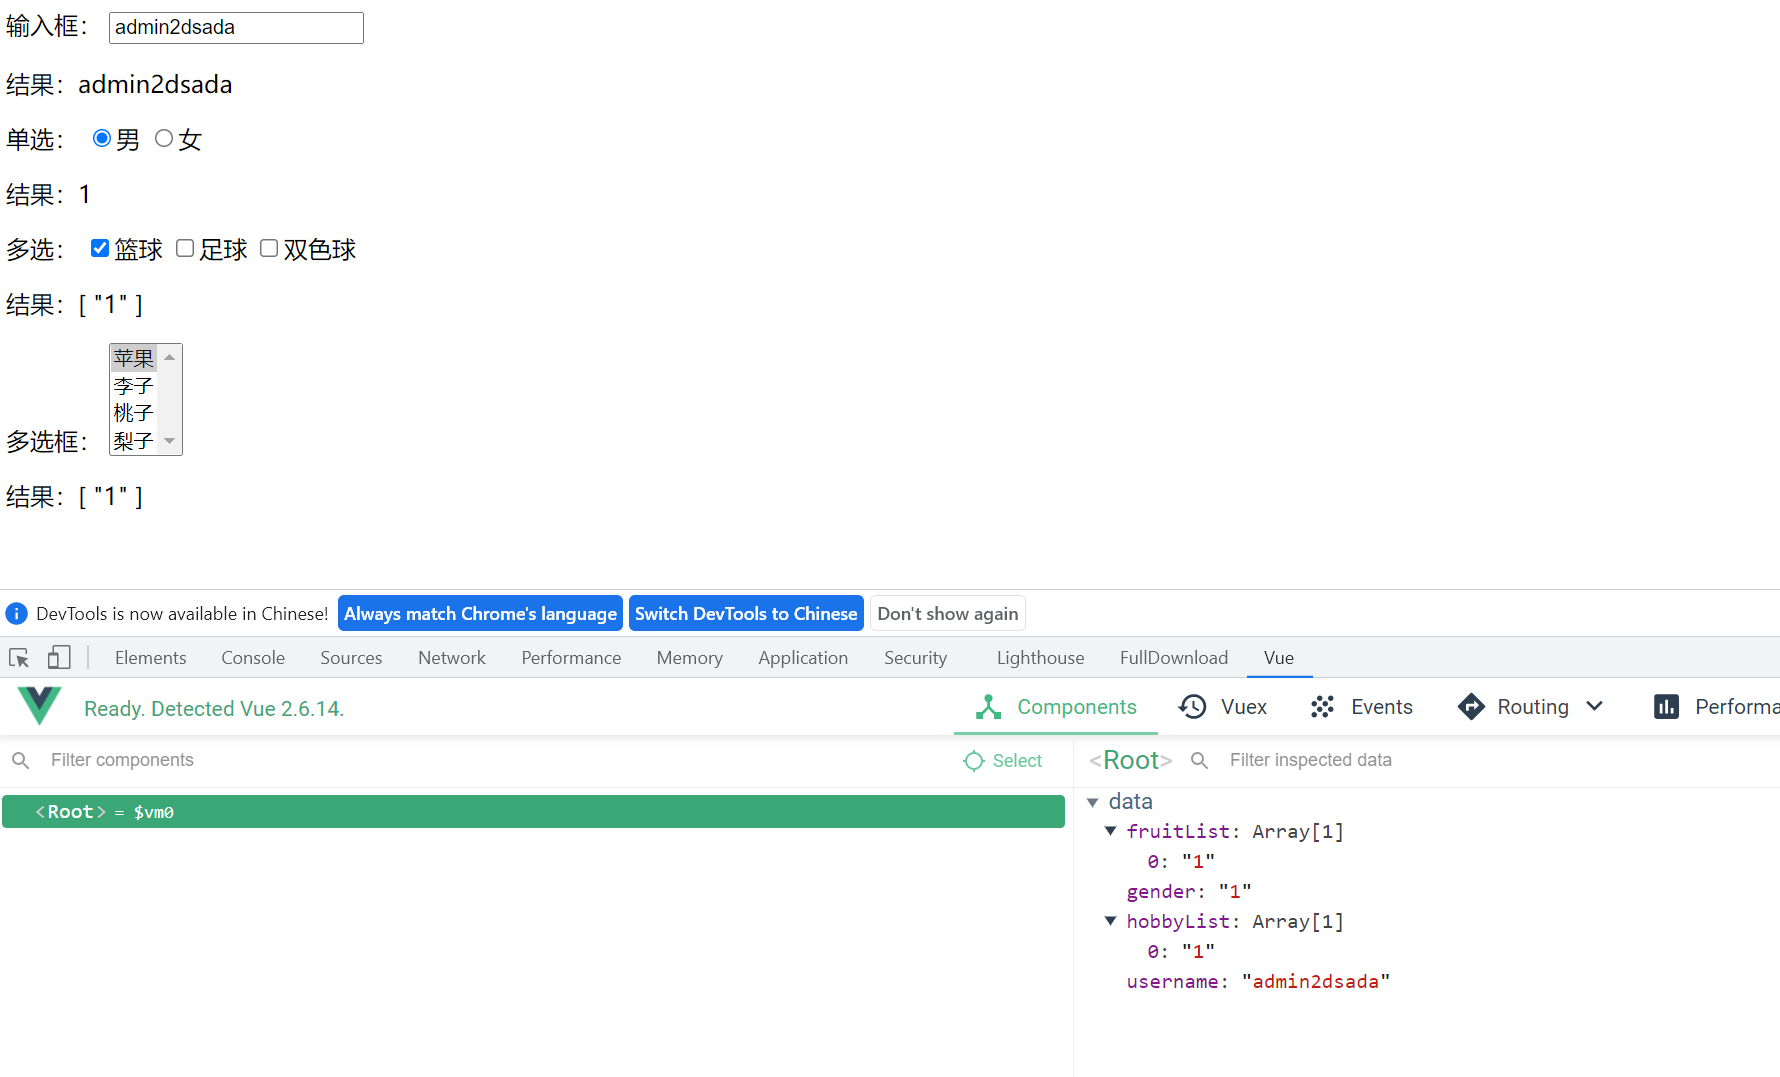 输入框： admin2dsada
结果：admin2dsada
单选： 男 女
结果：1
多选： 篮球 足球 双色球
结果：[ "1" ]
苹果
李子
桃子
多选框： 梨子
结果：[ "1" ]
DevTools is now available in Chinese! Always match Chrome's language Switch DevTools to Chinese Don't show again
Elements Console Sources Network Performance Memory Application Security Lighthouse FullDownload Vue
Ready. Detected Vue 2.6.14. Components Vuex Events Routing Performa
Filter components Select <Root> Filter inspected data
<Root> = $vm0
data
fruitList: Array[1]
0: "1"
gender: "1"
hobbyList: Array[1]
0: "1"
username: "admin2dsada"